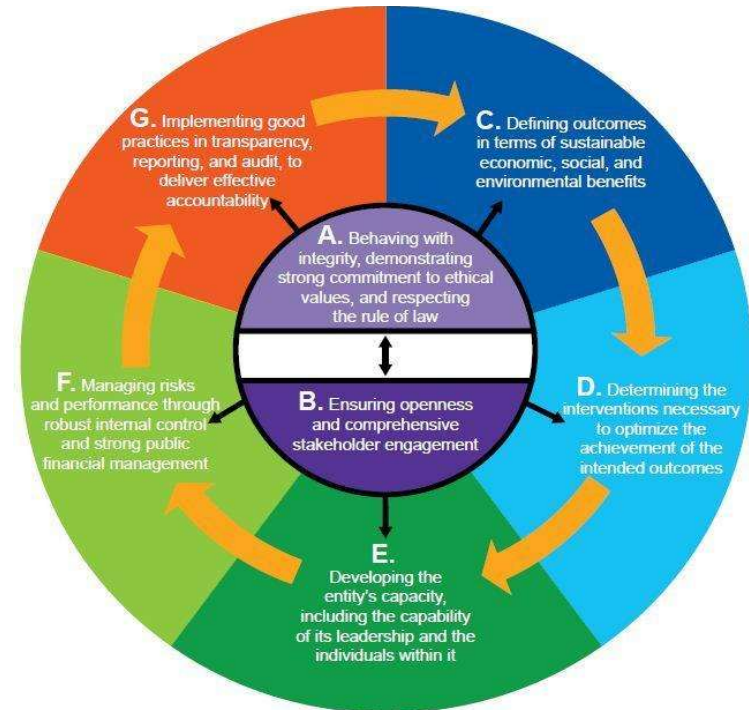 A. Behaving with
integrity, demonstrating
strong commitment to ethical
values, and respecting
the rule of law
B. Ensuring openness
and comprehensive
stakeholder engagement
C. Defining outcomes
in terms of sustainable
economic, social, and
environmental benefits
D. Determining the
interventions necessary
to optimize the
achievement of the
intended outcomes
E.
Developing the
entity's capacity,
including the capability
of its leadership and the
individuals within it
F. Managing risks
and performance through
robust internal control
and strong public
financial management
G. Implementing good
practices in transparency,
reporting, and audit, to
deliver effective
accountability